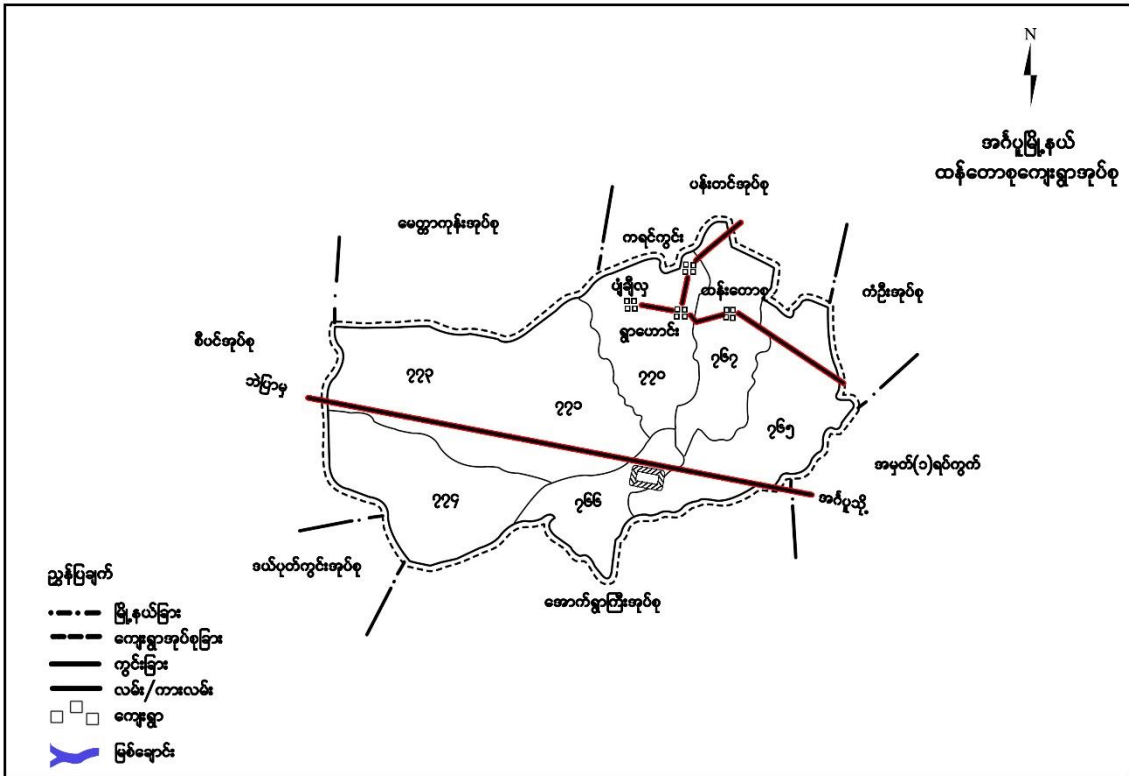 N
အင်္ဂပူမြို့နယ်
ထန်တောစုကျေးရွာအုပ်စု
ပန်းတင်အုပ်စု
မေတ္တာကုန်းအုပ်စု
ကရင်ကွင်း
ပျံချီလှ
ထန်းတောစု
ကံဦးအုပ်စု
ရွာဟောင်း
စီပင်အုပ်စု
ဘဲပြာမှ
၇၇၃
၇၇၀
၇၆၇
၇၇၁
၇၆၅
အမှတ်(၁)ရပ်ကွက်
၇၇၄
၇၆၆
အင်္ဂပူသို့
ဒယ်ပုတ်ကွင်းအုပ်စု
အောက်ရွာကြီးအုပ်စု
ညွှန်ပြချက်
မြို့နယ်ခြား
ကျေးရွာအုပ်စုခြား
ကွင်းခြား
လမ်း/ကားလမ်း
ကျေးရွာ
မြစ်ချောင်း